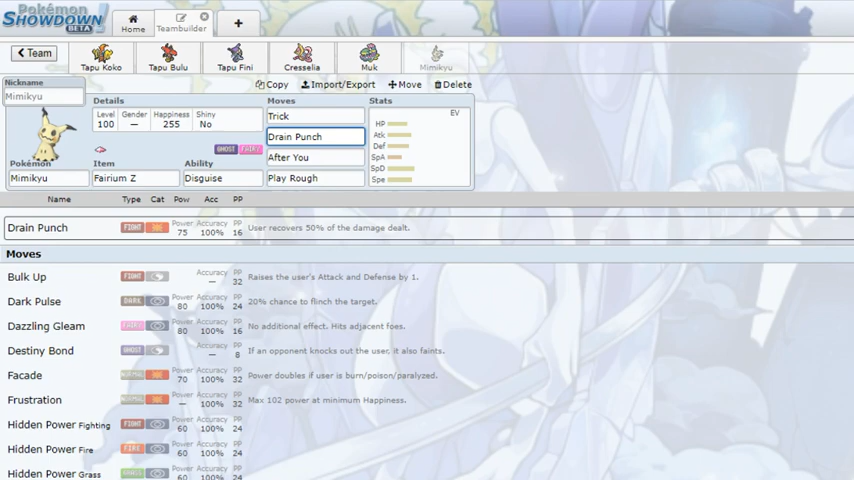 Pokémon
SHOWDOWN
BETA
Home
Teambuilder
+
Team
Tapu Koko
Tapu Bulu
Tapu Fini
Cresselia
Muk
Mimikyu
Copy
Import/Export
Move
Delete
Nickname
Mimikyu
Details
Level Gender Happiness Shiny
100 — 255 No
GHOST FAIRY
Pokémon Item Ability
Mimikyu Fairium Z Disguise
Moves
Trick
Drain Punch
After You
Play Rough
Stats
EV
HP
Atk
Def
SpA
SpD
Spe
Name Type Cat Pow Acc PP
Drain Punch FIGHT Power 75 Accuracy 100% PP 16 User recovers 50% of the damage dealt.
Moves
Bulk Up FIGHT Accuracy — PP 32 Raises the user's Attack and Defense by 1.
Dark Pulse DARK Power 80 Accuracy 100% PP 24 20% chance to flinch the target.
Dazzling Gleam FAIRY Power 80 Accuracy 100% PP 16 No additional effect. Hits adjacent foes.
Destiny Bond GHOST Accuracy — PP 8 If an opponent knocks out the user, it also faints.
Facade NORMAL Power 70 Accuracy 100% PP 32 Power doubles if user is burn/poison/paralyzed.
Frustration NORMAL Power — Accuracy 100% PP 32 Max 102 power at minimum Happiness.
Hidden Power Fighting FIGHT Power 60 Accuracy 100% PP 24
Hidden Power Fire FIRE Power 60 Accuracy 100% PP 24
Hidden Power Grass GRASS Power 60 Accuracy 100% PP 24